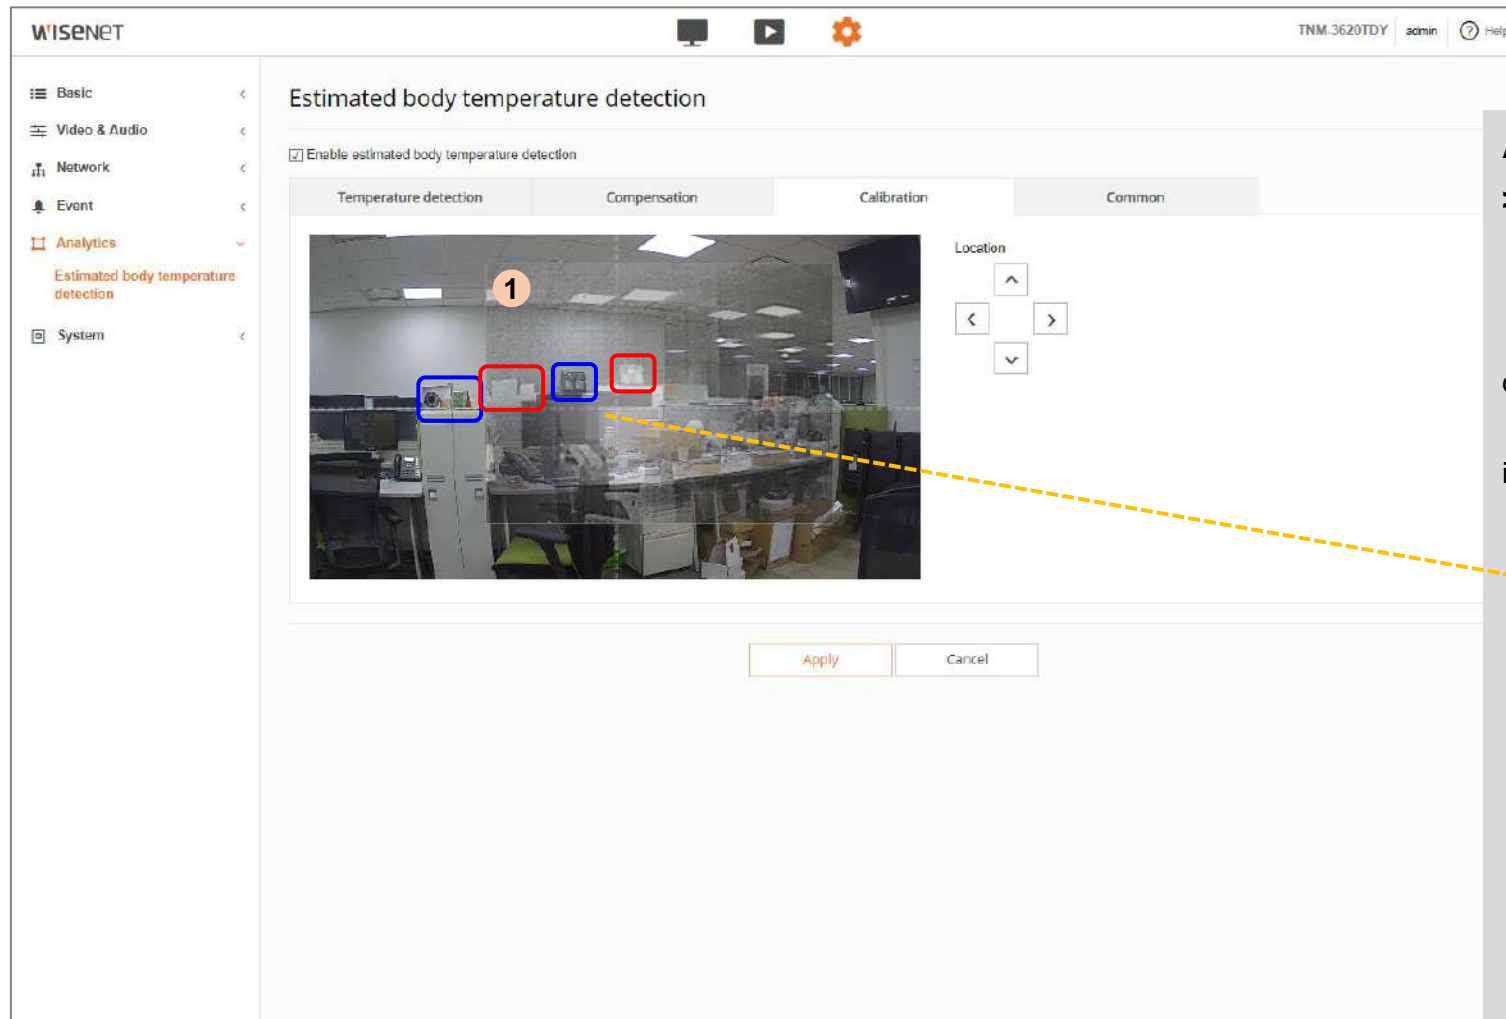 WISENET
TNM-3620TDY admin Help
Basic
Video & Audio
Network
Event
Analytics
Estimated body temperature
detection
System
Estimated body temperature detection
Enable estimated body temperature detection
Temperature detection Compensation Calibration Common
1
Location
Apply Cancel